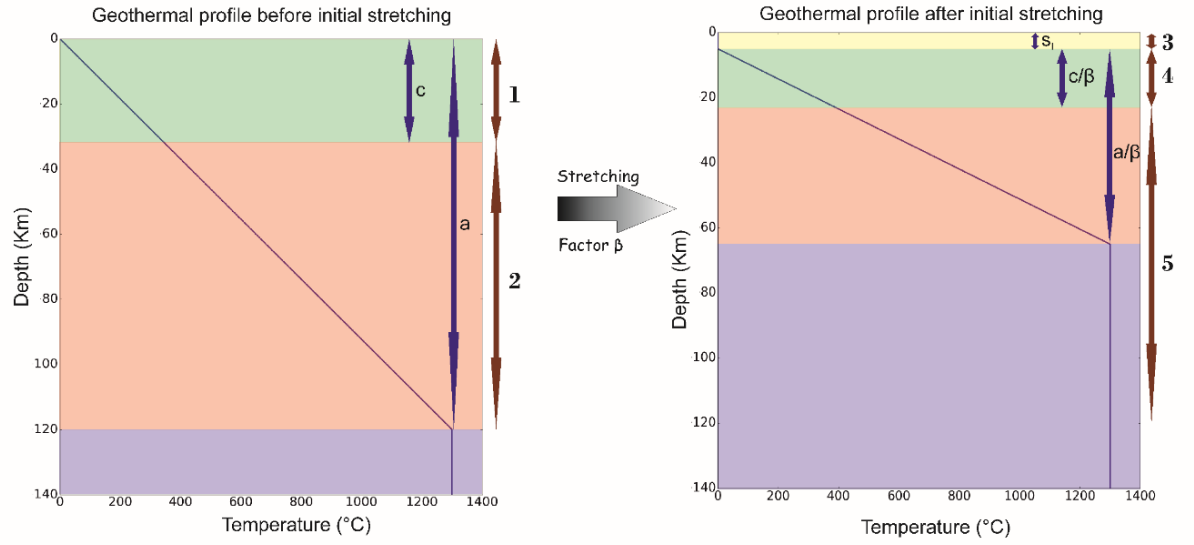 Geothermal profile before initial stretching
0
20
40
60
80
100
120
140
Depth (Km)
0
200
400
600
800
1000
1200
1400
Temperature (°C)
c
a
1
2
Stretching
Factor β
Geothermal profile after initial stretching
0
20
40
60
80
100
120
140
Depth (Km)
0
200
400
600
800
1000
1200
1400
Temperature (°C)
S_I
c/β
a/β
3
4
5